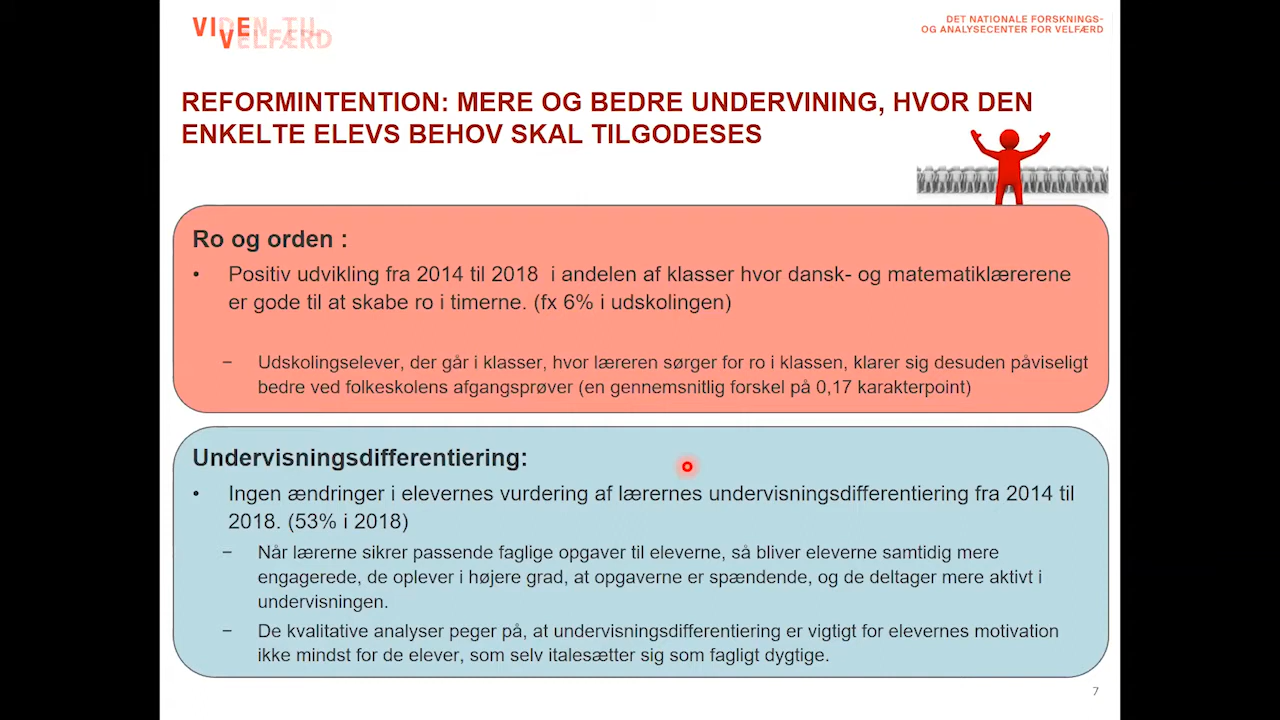 VIDEN TIL
VELFÆRD
DET NATIONALE FORSKNINGS-
OG ANALYSECENTER FOR VELFÆRD
REFORMINTENTION: MERE OG BEDRE UNDERVINING, HVOR DEN
ENKELTE ELEVS BEHOV SKAL TILGODESES
Ro og orden :
• Positiv udvikling fra 2014 til 2018 i andelen af klasser hvor dansk- og matematiklærerene
er gode til at skabe ro i timerne. (fx 6% i udskolingen)
– Udskolingselever, der går i klasser, hvor læreren sørger for ro i klassen, klarer sig desuden påviseligt
bedre ved folkeskolens afgangsprøver (en gennemsnitlig forskel på 0,17 karakterpoint)
Undervisningsdifferentiering:
• Ingen ændringer i elevernes vurdering af lærernes undervisningsdifferentiering fra 2014 til
2018. (53% i 2018)
– Når lærerne sikrer passende faglige opgaver til eleverne, så bliver eleverne samtidig mere
engagerede, de oplever i højere grad, at opgaverne er spændende, og de deltager mere aktivt i
undervisningen.
– De kvalitative analyser peger på, at undervisningsdifferentiering er vigtigt for elevernes motivation
ikke mindst for de elever, som selv italesætter sig som fagligt dygtige.
7